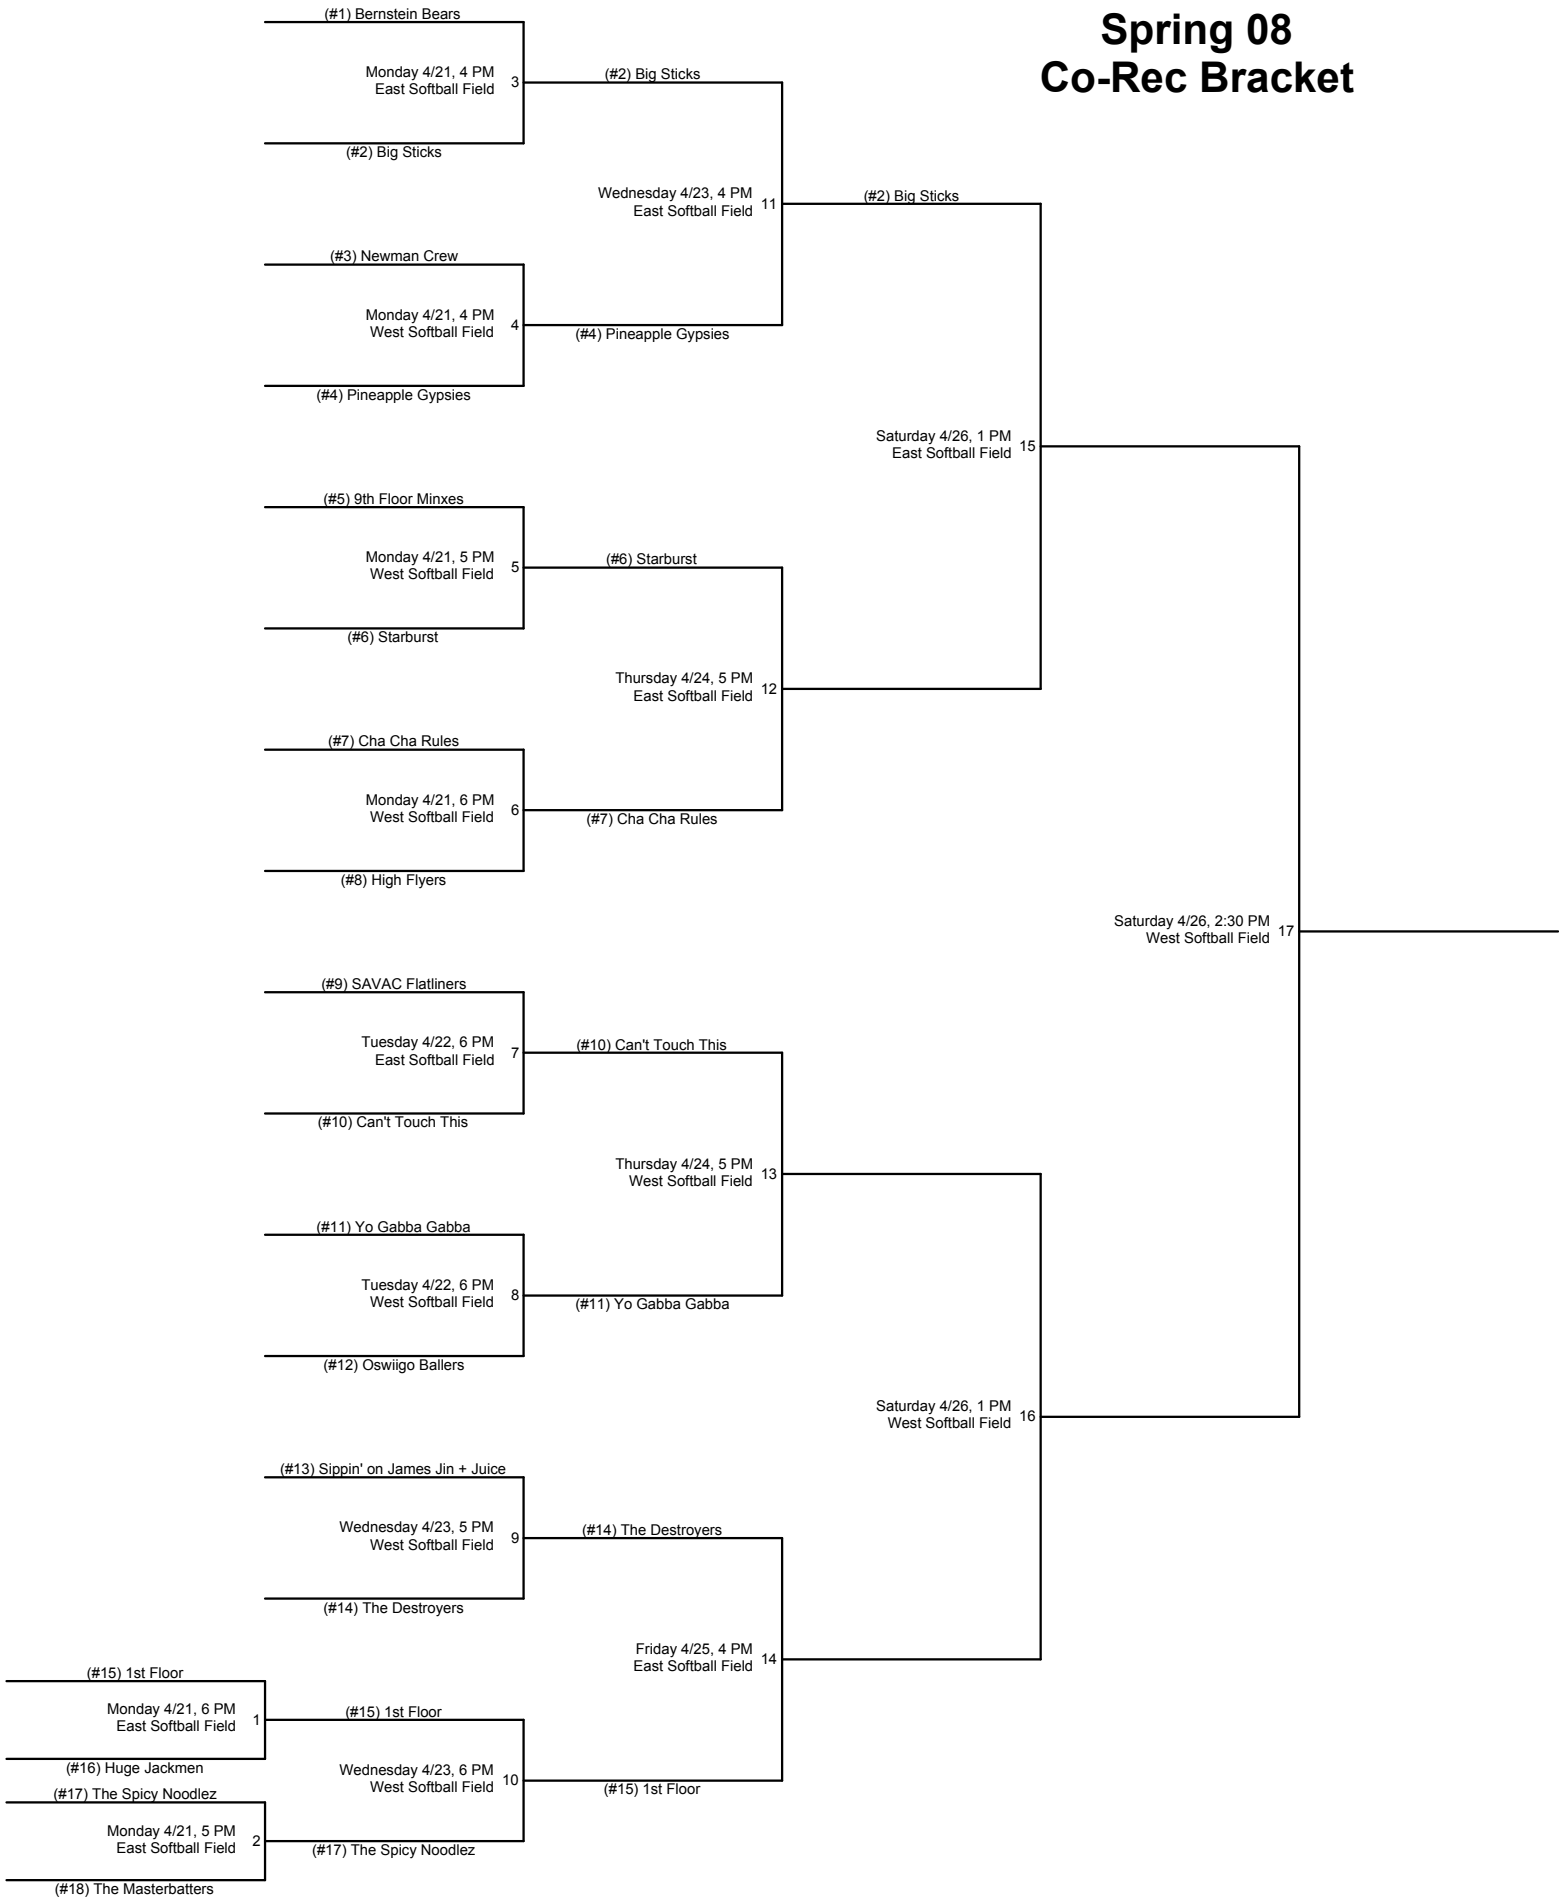 Spring 08
Co-Rec Bracket
(#1) Bernstein Bears
Monday 4/21, 4 PM
East Softball Field
3
(#2) Big Sticks
(#2) Big Sticks
Wednesday 4/23, 4 PM
East Softball Field
11
(#2) Big Sticks
(#3) Newman Crew
Monday 4/21, 4 PM
West Softball Field
4
(#4) Pineapple Gypsies
(#4) Pineapple Gypsies
Saturday 4/26, 1 PM
East Softball Field
15
(#5) 9th Floor Minxes
Monday 4/21, 5 PM
West Softball Field
5
(#6) Starburst
(#6) Starburst
Thursday 4/24, 5 PM
East Softball Field
12
(#7) Cha Cha Rules
Monday 4/21, 6 PM
West Softball Field
6
(#7) Cha Cha Rules
(#8) High Flyers
Saturday 4/26, 2:30 PM
West Softball Field
17
(#9) SAVAC Flatliners
Tuesday 4/22, 6 PM
East Softball Field
7
(#10) Can't Touch This
(#10) Can't Touch This
Thursday 4/24, 5 PM
West Softball Field
13
(#11) Yo Gabba Gabba
Tuesday 4/22, 6 PM
West Softball Field
8
(#11) Yo Gabba Gabba
(#12) Oswiigo Ballers
Saturday 4/26, 1 PM
West Softball Field
16
(#13) Sippin' on James Jin + Juice
Wednesday 4/23, 5 PM
West Softball Field
9
(#14) The Destroyers
(#14) The Destroyers
Friday 4/25, 4 PM
East Softball Field
14
(#15) 1st Floor
Monday 4/21, 6 PM
East Softball Field
1
(#15) 1st Floor
(#16) Huge Jackmen
Wednesday 4/23, 6 PM
West Softball Field
10
(#15) 1st Floor
(#17) The Spicy Noodlez
Monday 4/21, 5 PM
East Softball Field
2
(#17) The Spicy Noodlez
(#18) The Masterbatters